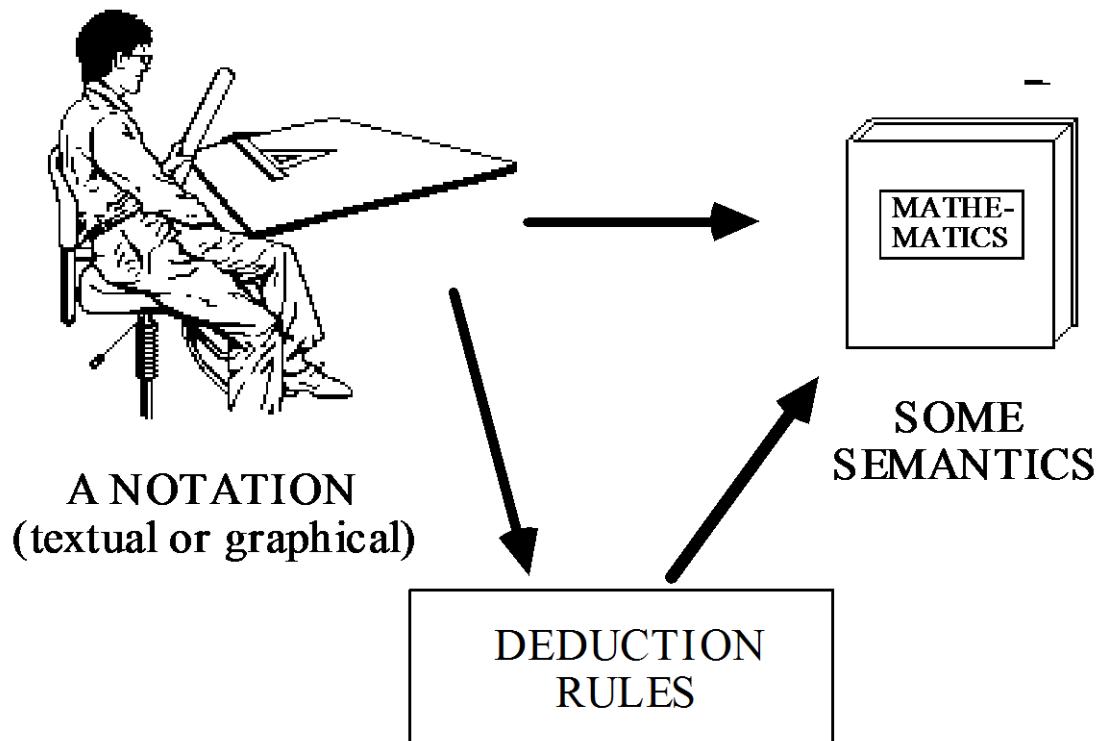 MATHE-
MATICS
SOME
SEMANTICS
A NOTATION
(textual or graphical)
DEDUCTION
RULES